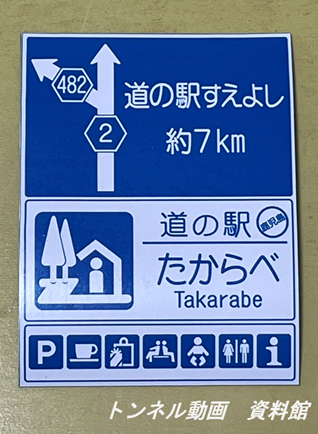 482
2
道の駅すえよし
約7km
道の駅 鹿児島
たからべ
Takarabe
P
i
トンネル動画 資料館